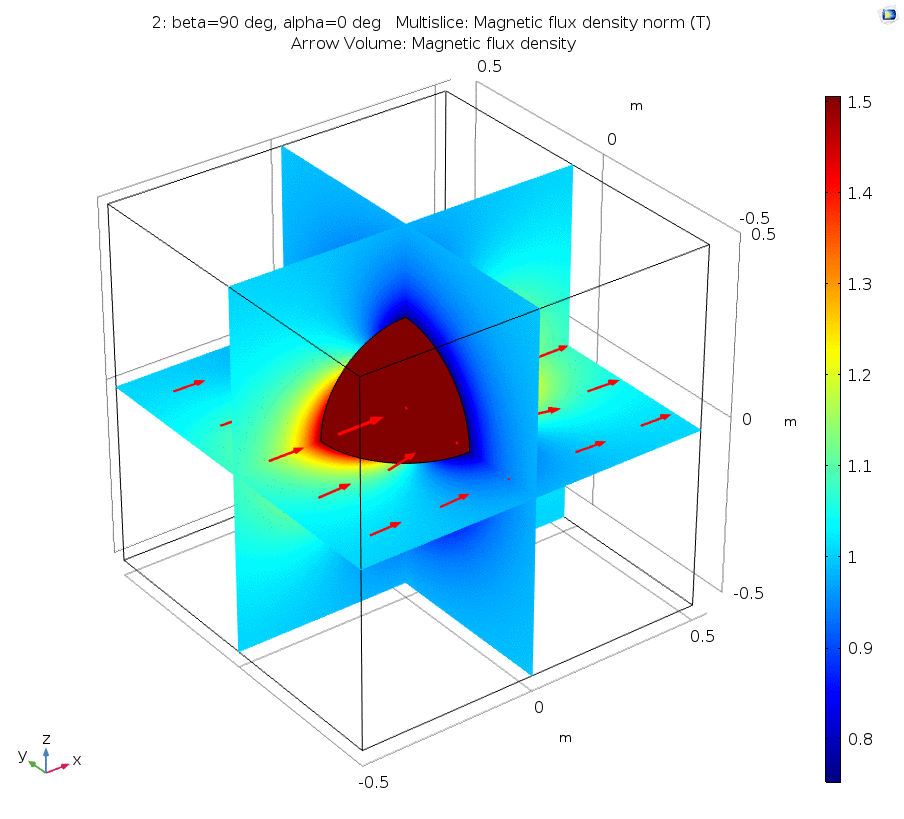 2: beta=90 deg, alpha=0 deg   Multislice: Magnetic flux density norm (T)
Arrow Volume: Magnetic flux density
0.5
m
0
-0.5
0.5
0
m
-0.5
0.5
0
m
-0.5
1.5
1.4
1.3
1.2
1.1
1
0.9
0.8
z
y
x